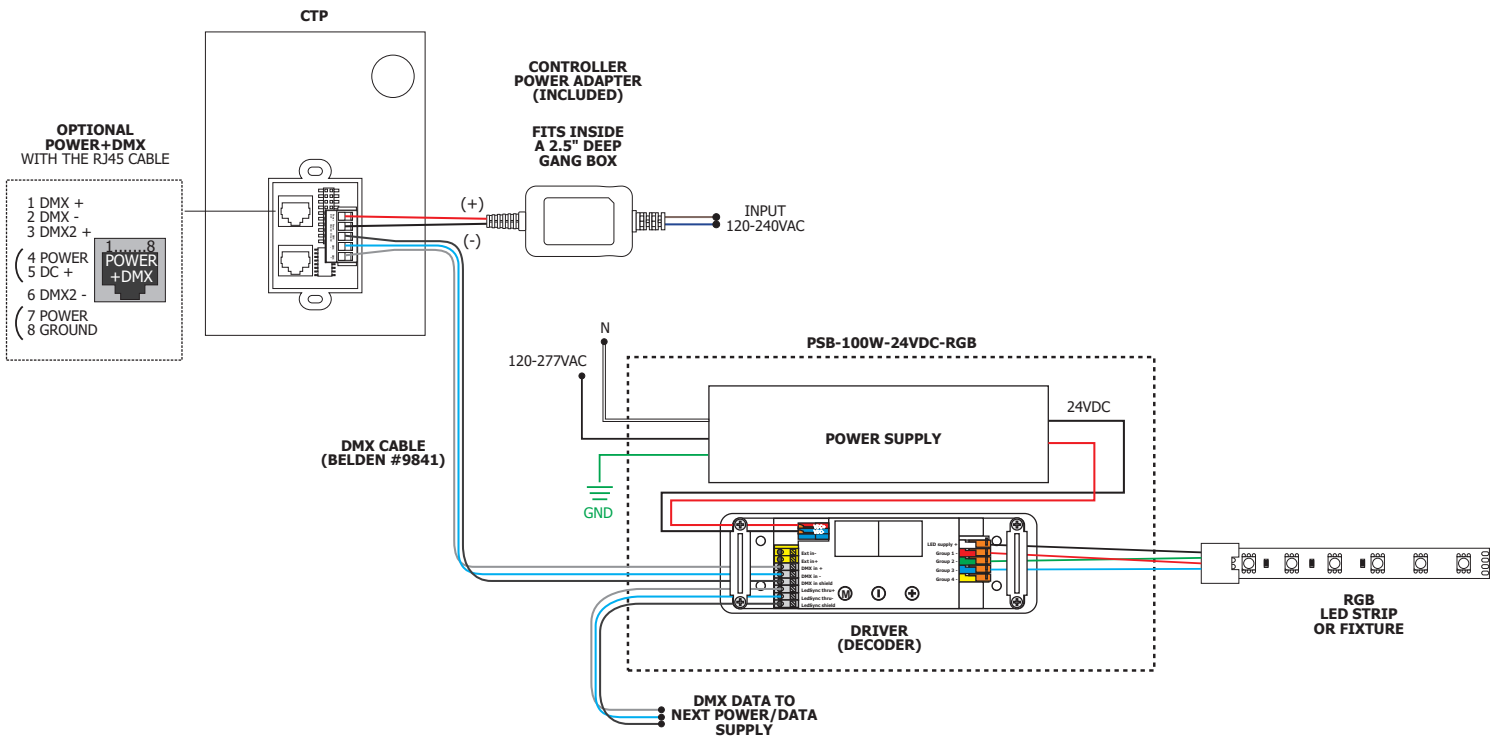 CTP
CONTROLLER
POWER ADAPTER
(INCLUDED)
FITS INSIDE
A 2.5" DEEP
GANG BOX
OPTIONAL
POWER+DMX
WITH THE RJ45 CABLE
1 DMX +
2 DMX -
3 DMX2 +
4 POWER
5 DC +
6 DMX2 -
7 POWER
8 GROUND
1 8
POWER
+DMX
(+)
(-)
INPUT
120-240VAC
N
120-277VAC
PSB-100W-24VDC-RGB
24VDC
POWER SUPPLY
GND
DMX CABLE
(BELDEN #9841)
Ext in-
Ext in+
DMX in +
DMX in -
DMX in shield
LedSync thru+
LedSync thru-
LedSync shield
M
I
+
LED supply +
Group 1 -
Group 2 -
Group 3 -
Group 4 -
DRIVER
(DECODER)
RGB
LED STRIP
OR FIXTURE
DMX DATA TO
NEXT POWER/DATA
SUPPLY